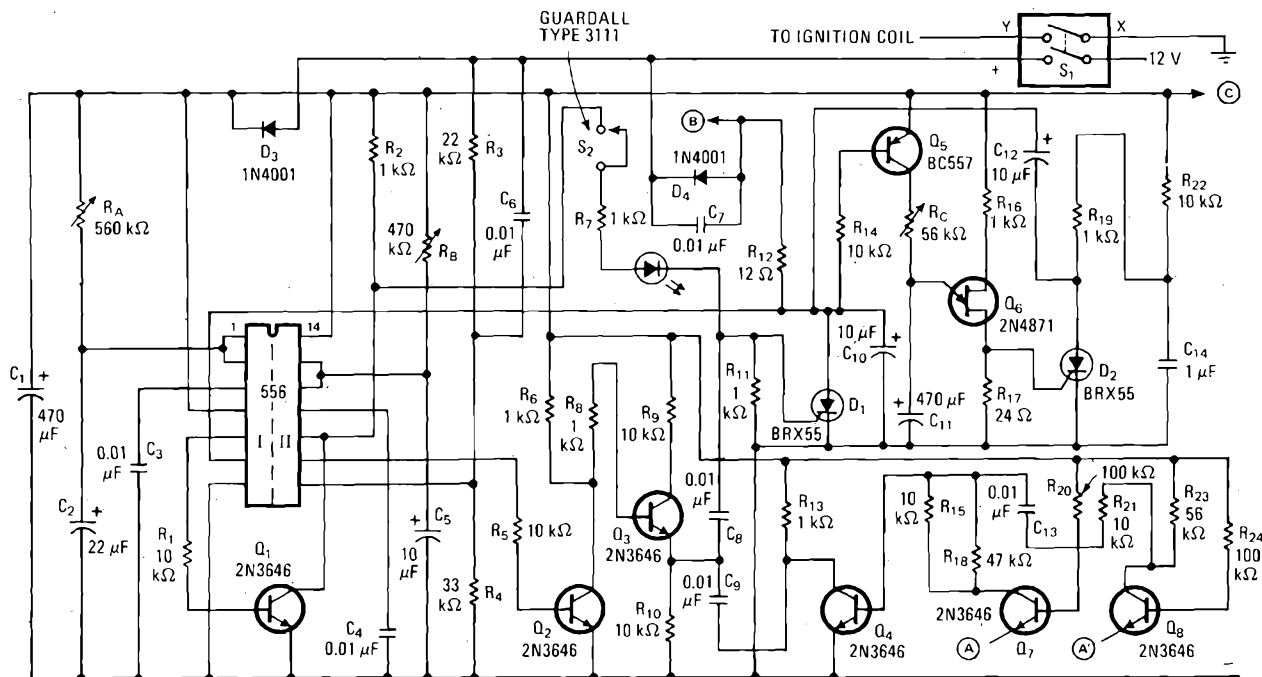 GUARDALL
TYPE 3111
TO IGNITION COIL
Y
X
+
S1
12 V
C
B
D3
1N4001
R2
1 kΩ
22
kΩ
R3
S2
1N4001
D4
Q5
BC557
C12
10 µF
+
RA
560 kΩ
470
kΩ
RB
C6
0.01
µF
R7
1 kΩ
C7
0.01 µF
R12
12 Ω
R14
10 kΩ
RC
56 kΩ
R16
1 kΩ
R19
1 kΩ
R22
10 kΩ
Q6
2N4871
1
14
556
I
II
C1
+
470
µF
C3
0.01
µF
C2
+
22 µF
R6
1 kΩ
R8
1
kΩ
R9
10 kΩ
R11
1
kΩ
10 µF
C10
+
D1
BRX55
470 µF
C11
+
R17
24 Ω
D2
BRX55
C14
1 µF
R1
10
kΩ
Q1
2N3646
C4
0.01 µF
C5
+
10
µF
33
kΩ
R4
R5
10 kΩ
Q2
2N3646
Q3
2N3646
R10
10 kΩ
0.01
µF
C8
0.01
µF
C9
R13
1 kΩ
Q4
2N3646
10
kΩ
R15
R18
47 kΩ
0.01
µF
C13
R20
100 kΩ
R21
10
kΩ
R23
56
kΩ
R24
100
kΩ
2N3646
A
Q7
A'
Q8
2N3646